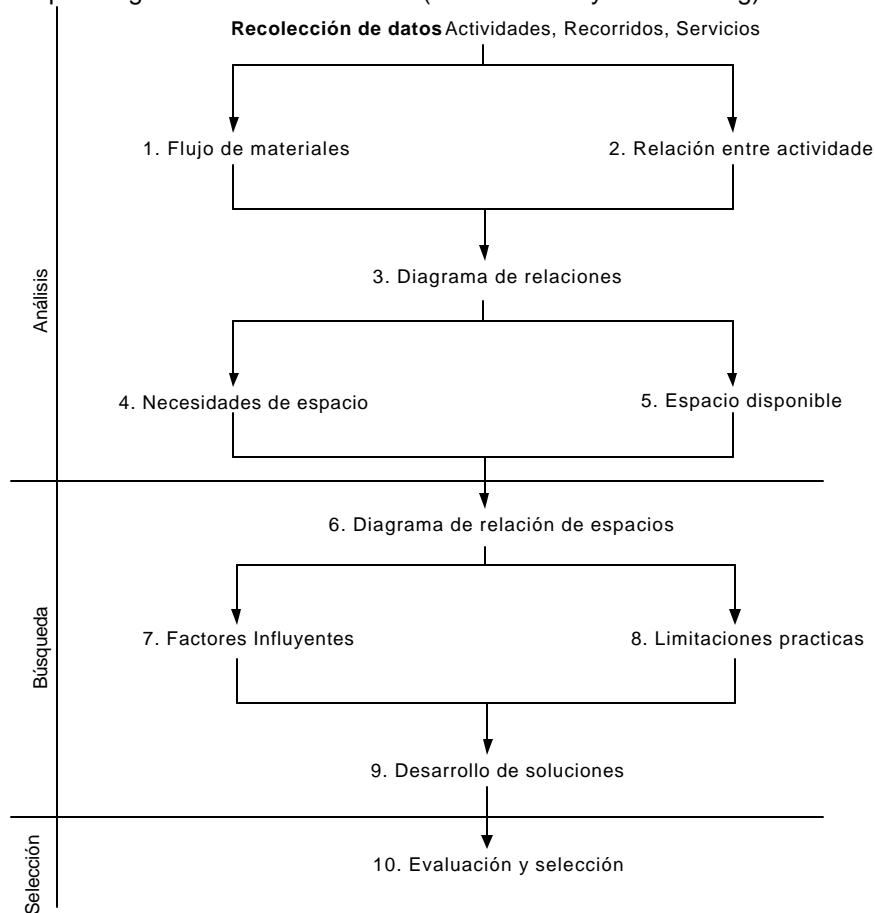 Recolección de datos Actividades, Recorridos, Servicios
1. Flujo de materiales
2. Relación entre actividade
3. Diagrama de relaciones
Análisis
4. Necesidades de espacio
5. Espacio disponible
6. Diagrama de relación de espacios
7. Factores Influyentes
8. Limitaciones practicas
Búsqueda
9. Desarrollo de soluciones
10. Evaluación y selección
Selección